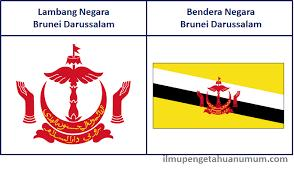 Lambang Negara
Brunei Darussalam
Bendera Negara
Brunei Darussalam
ilmupengetahuanumum.com